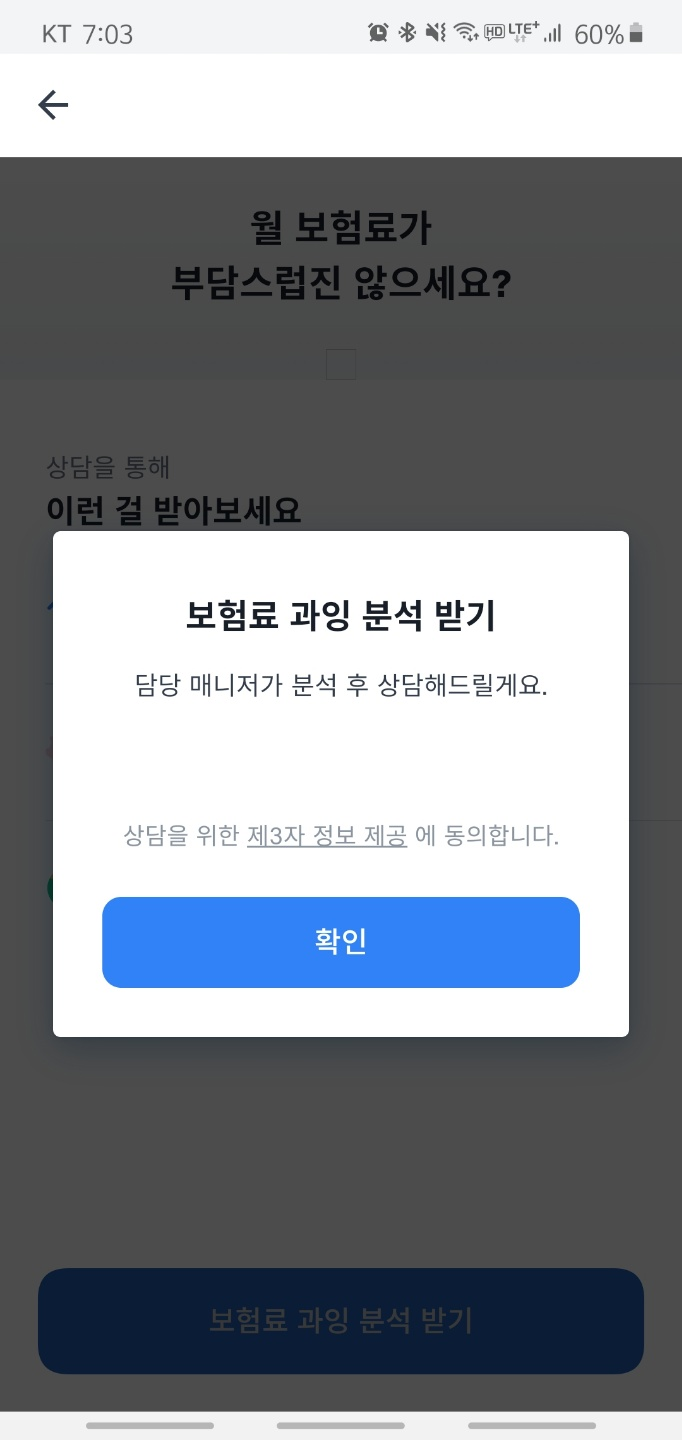 KT 7:03
HD LTE+ 60%
월 보험료가
부담스럽진 않으세요?
상담을 통해
이런 걸 받아보세요
보험료 과잉 분석 받기
담당 매니저가 분석 후 상담해드릴게요.
상담을 위한 제3자 정보 제공 에 동의합니다.
확인
보험료 과잉 분석 받기